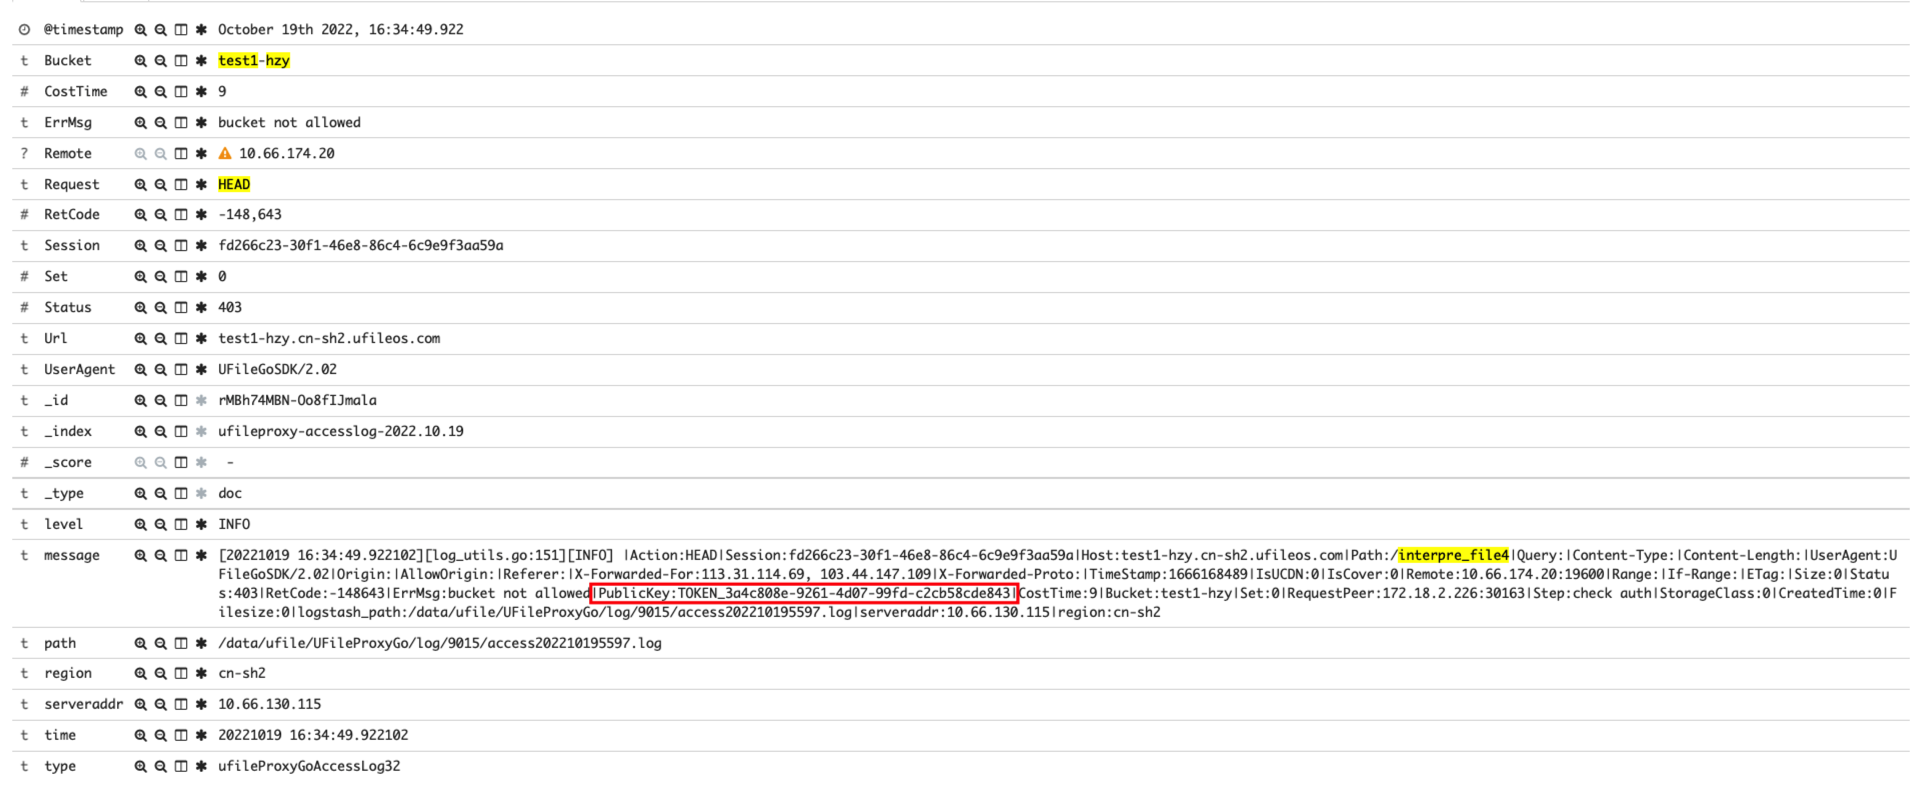 @timestamp October 19th 2022, 16:34:49.922
t Bucket test1-hzy
# CostTime 9
t ErrMsg bucket not allowed
? Remote 10.66.174.20
t Request HEAD
# RetCode -148,643
t Session fd266c23-30f1-46e8-86c4-6c9e9f3aa59a
# Set 0
# Status 403
t Url test1-hzy.cn-sh2.ufileos.com
t UserAgent UFileGoSDK/2.02
t _id rMBh74MBN-Oo8fIJmala
t _index ufileproxy-accesslog-2022.10.19
# _score -
t _type doc
t level INFO
t message [20221019 16:34:49.922102][log_utils.go:151][INFO] |Action:HEAD|Session:fd266c23-30f1-46e8-86c4-6c9e9f3aa59a|Host:test1-hzy.cn-sh2.ufileos.com|Path:/interpre_file4|Query:|Content-Type:|Content-Length:|UserAgent:U
FileGoSDK/2.02|Origin:|AllowOrigin:|Referer:|X-Forwarded-For:113.31.114.69, 103.44.147.109|X-Forwarded-Proto:|TimeStamp:1666168489|IsUCDN:0|IsCover:0|Remote:10.66.174.20:19600|Range:|If-Range:|ETag:|Size:0|Statu
s:403|RetCode:-148643|ErrMsg:bucket not allowed|PublicKey:TOKEN_3a4c808e-9261-4d07-99fd-c2cb58cde843|CostTime:9|Bucket:test1-hzy|Set:0|RequestPeer:172.18.2.226:30163|Step:check auth|StorageClass:0|CreatedTime:0|F
ilesize:0|logstash_path:/data/ufile/UFileProxyGo/log/9015/access202210195597.log|serveraddr:10.66.130.115|region:cn-sh2
t path /data/ufile/UFileProxyGo/log/9015/access202210195597.log
t region cn-sh2
t serveraddr 10.66.130.115
t time 20221019 16:34:49.922102
t type ufileProxyGoAccessLog32